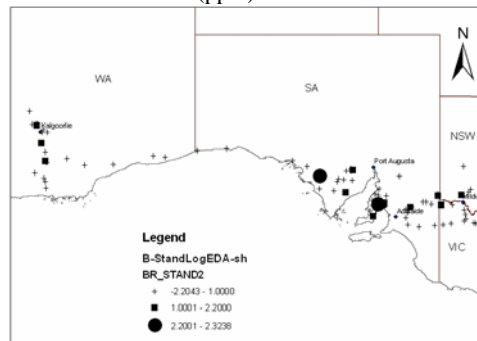 (ppm)
WA
SA
N
NSW
Kalgoorlie
Port Augusta
Adelaide
VIC
Legend
B-StandLogEDA-sh
BR_STAND2
-2.2043 - 1.0000
1.0001 - 2.2000
2.2001 - 2.3238